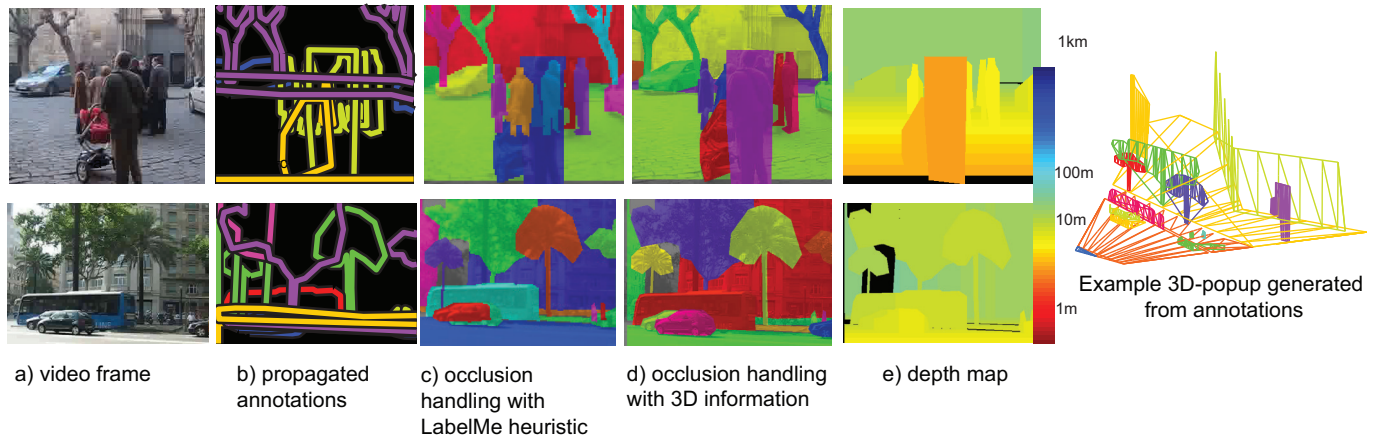 1km
100m
10m
1m
Example 3D-popup generated
from annotations
a) video frame
b) propagated
annotations
c) occlusion
handling with
LabelMe heuristic
d) occlusion handling
with 3D information
e) depth map